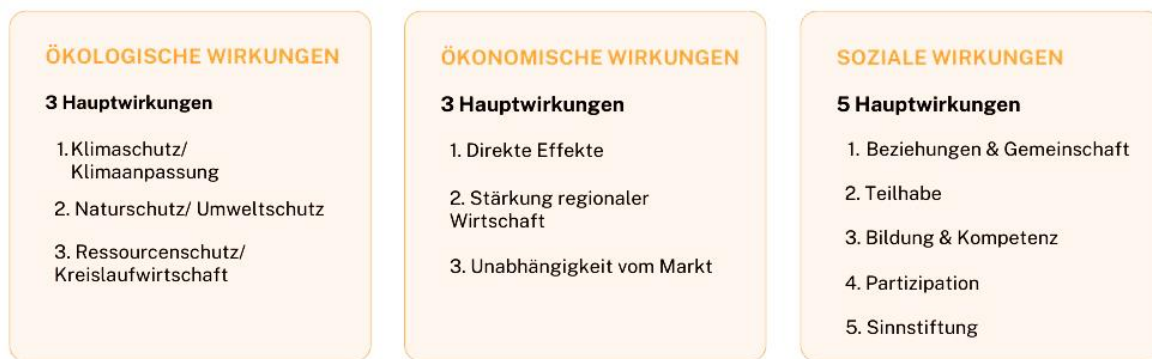 ÖKOLOGISCHE WIRKUNGEN
3 Hauptwirkungen
1. Klimaschutz/
Klimaanpassung
2. Naturschutz/ Umweltschutz
3. Ressourcenschutz/
Kreislaufwirtschaft
ÖKONOMISCHE WIRKUNGEN
3 Hauptwirkungen
1. Direkte Effekte
2. Stärkung regionaler
Wirtschaft
3. Unabhängigkeit vom Markt
SOZIALE WIRKUNGEN
5 Hauptwirkungen
1. Beziehungen & Gemeinschaft
2. Teilhabe
3. Bildung & Kompetenz
4. Partizipation
5. Sinnstiftung